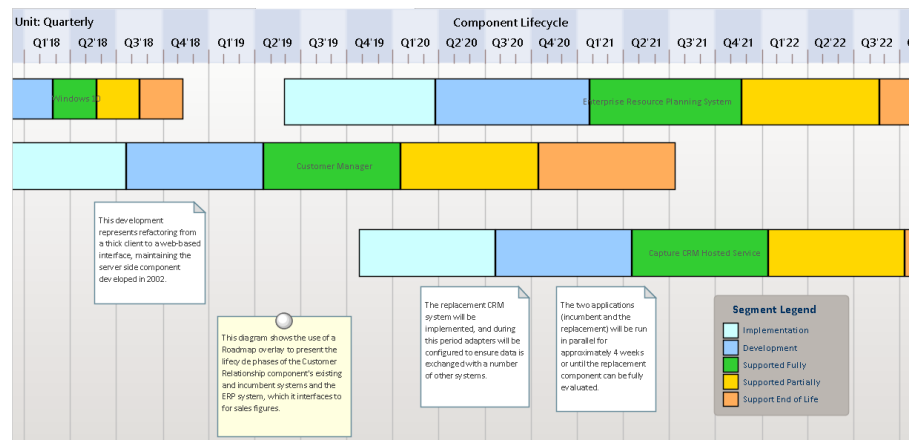 Unit: Quarterly
Component Lifecycle
Q1'18 Q2'18 Q3'18 Q4'18 Q1'19 Q2'19 Q3'19 Q4'19 Q1'20 Q2'20 Q3'20 Q4'20 Q1'21 Q2'21 Q3'21 Q4'21 Q1'22 Q2'22 Q3'22
Windows 10
Enterprise Resource Planning System
Customer Manager
Capture CRM Hosted Service
This development
represents refactoring from
a thick client to a web-based
interface, maintaining the
server side component
developed in 2002.
This diagram shows the use of a
Roadmap overlay to present the
lifecycle phases of the Customer
Relationship component's existing
and incumbent systems and the
ERP system, which it interfaces to
for sales figures.
The replacement CRM
system will be
implemented, and during
this period adapters will be
configured to ensure data is
exchanged with a number
of other systems.
The two applications
(incumbent and the
replacement) will be run
in parallel for
approximately 4 weeks
or until the replacement
component can be fully
evaluated.
Segment Legend
Implementation
Development
Supported Fully
Supported Partially
Support End of Life